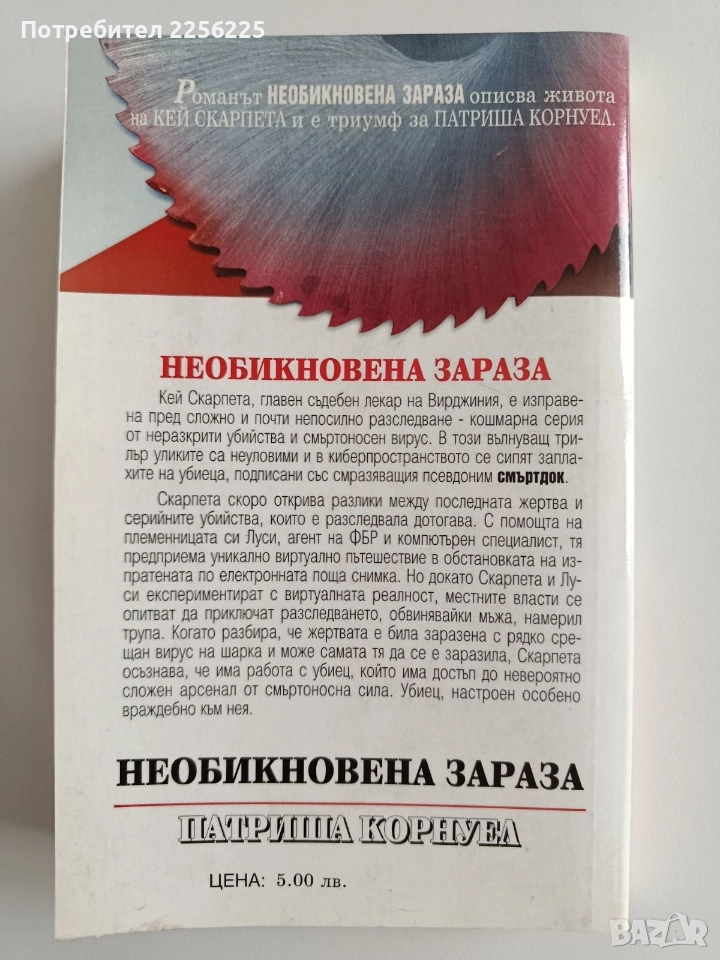 Потребител 2256225
Романът НЕОБИКНОВЕНА ЗАРАЗА описва живота
на КЕЙ СКАРПЕТА и е триумф за ПАТРИША КОРНУЕЛ.
НЕОБИКНОВЕНА ЗАРАЗА
Кей Скарпета, главен съдебен лекар на Вирджиния, е изправе-
на пред сложно и почти непосилно разследване - кошмарна серия
от неразкрити убийства и смъртоносен вирус. В този вълнуващ три-
лър уликите са неуловими и в киберпространството се сипят запла-
хите на убиеца, подписани със смразяващия псевдоним смъртдок.
Скарпета скоро открива разлики между последната жертва и
серийните убийства, които е разследвала дотогава. С помощта на
племенницата си Луси, агент на ФБР и компютърен специалист, тя
предприема уникално виртуално пътешествие в обстановката на из-
пратената по електронната поща снимка. Но докато Скарпета и Лу-
си експериментират с виртуалната реалност, местните власти се
опитват да приключат разследването, обвинявайки мъжа, намерил
трупа. Когато разбира, че жертвата е била заразена с рядко сре-
щан вирус на шарка и може самата тя да се е заразила, Скарпета
осъзнава, че има работа с убиец, който има достъп до невероятно
сложен арсенал от смъртоносна сила. Убиец, настроен особено
враждебно към нея.
НЕОБИКНОВЕНА ЗАРАЗА
ПАТРИША КОРНУЕЛ
ЦЕНА: 5.00 лв.
BAZAR